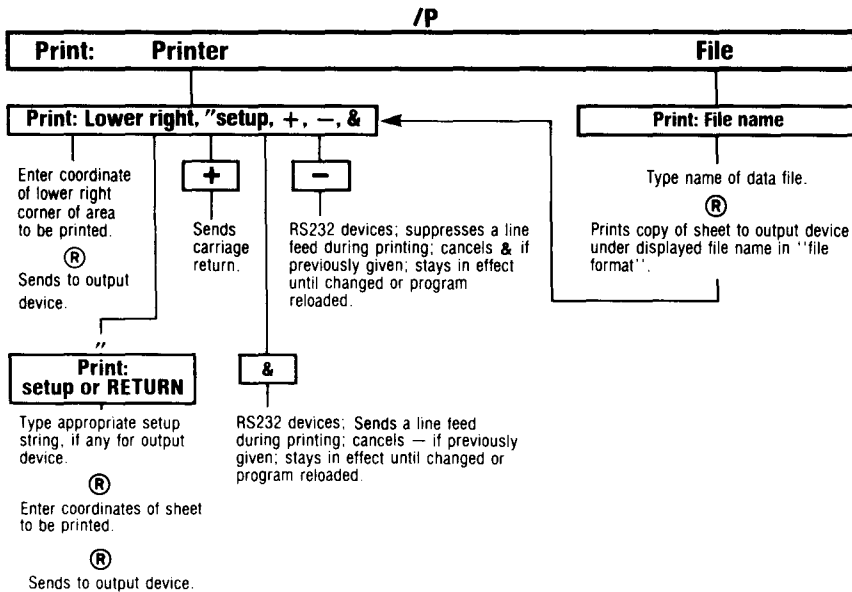 /P
Print: Printer File
Print: Lower right, "setup, +, −, &
Print: File name
Enter coordinate
of lower right
corner of area
to be printed.
Ⓡ
Sends to output
device.
+
Sends
carriage
return.
−
RS232 devices; suppresses a line
feed during printing; cancels & if
previously given; stays in effect
until changed or program
reloaded.
Type name of data file.
Ⓡ
Prints copy of sheet to output device
under displayed file name in ''file
format''.
"
Print:
setup or RETURN
Type appropriate setup
string, if any for output
device.
Ⓡ
Enter coordinates of sheet
to be printed.
Ⓡ
Sends to output device.
&
RS232 devices; Sends a line feed
during printing; cancels — if previously
given; stays in effect until changed or
program reloaded.